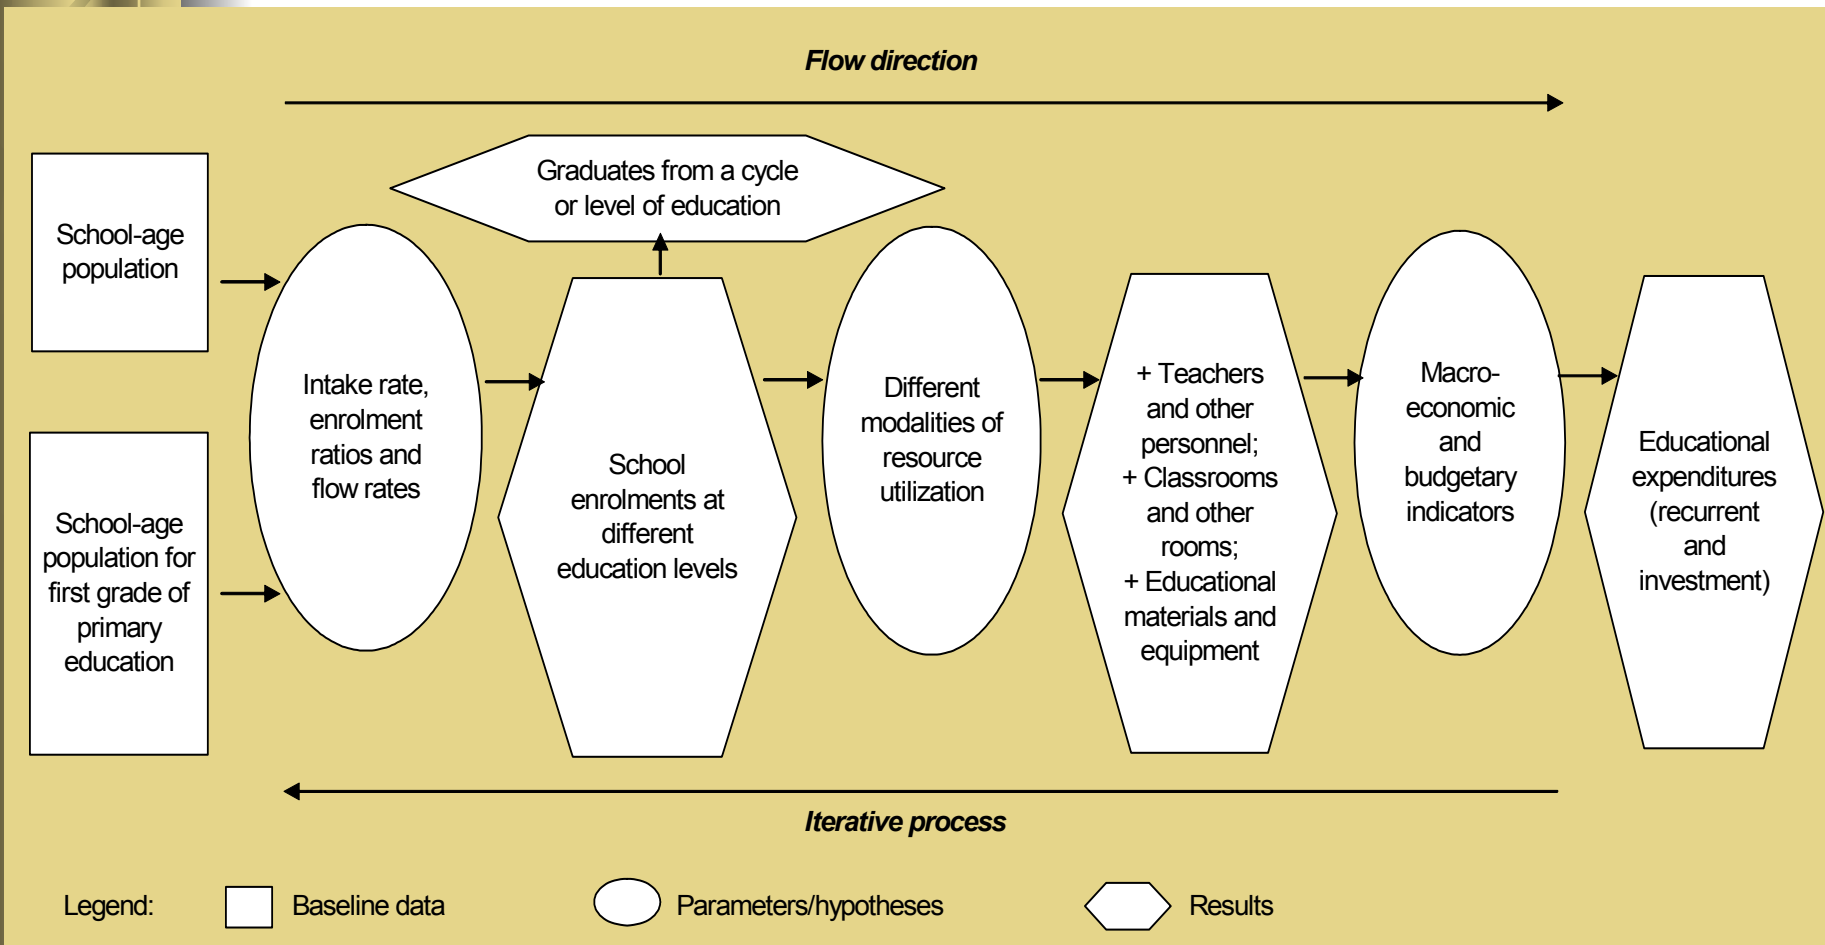 Flow direction
School-age
population
School-age
population for
first grade of
primary
education
Intake rate,
enrolment
ratios and
flow rates
Graduates from a cycle
or level of education
School
enrolments at
different
education levels
Different
modalities of
resource
utilization
+ Teachers
and other
personnel;
+ Classrooms
and other
rooms;
+ Educational
materials and
equipment
Macro-
economic
and
budgetary
indicators
Educational
expenditures
(recurrent
and
investment)
Iterative process
Legend:
Baseline data
Parameters/hypotheses
Results